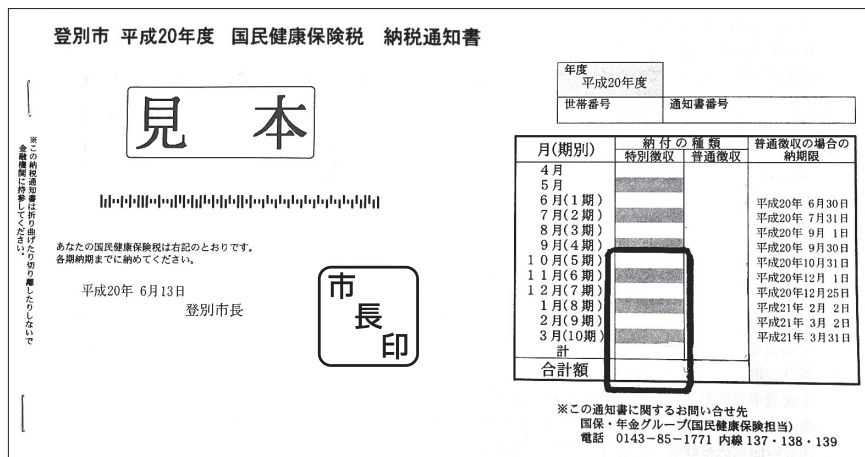 登別市 平成20年度 国民健康保険税 納税通知書
見本
※この納税通知書は折り曲げたり切り離したりしないで
金融機関に持参してください。
あなたの国民健康保険税は右記のとおりです。
各期納期までに納めてください。
平成20年 6月13日
登別市長
市長印
年度
平成20年度
世帯番号 通知書番号
月(期別) 納付の種類 普通徴収の場合の
特別徴収 普通徴収 納期限
4月
5月
6月(1期) 平成20年 6月30日
7月(2期) 平成20年 7月31日
8月(3期) 平成20年 9月 1日
9月(4期) 平成20年 9月30日
10月(5期) 平成20年10月31日
11月(6期) 平成20年12月 1日
12月(7期) 平成20年12月25日
1月(8期) 平成21年 2月 2日
2月(9期) 平成21年 3月 2日
3月(10期) 平成21年 3月31日
計
合計額
※この通知書に関するお問い合せ先
国保・年金グループ(国民健康保険担当)
電話 0143-85-1771 内線 137・138・139